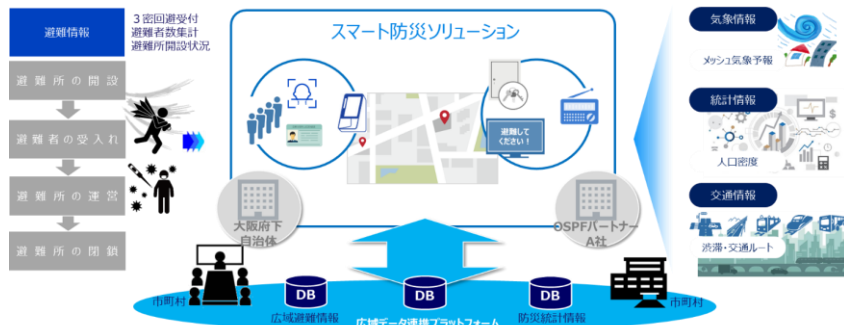 避難情報
3密回避受付
避難者数集計
避難所開設状況
避難所の開設
避難者の受入れ
避難所の運営
避難所の閉鎖
スマート防災ソリューション
避難して
ください！
大阪府下
自治体
OSPFパートナー
A社
市町村
DB
広域避難情報
DB
広域データ連携プラットフォーム
DB
防災統計情報
市町村
気象情報
メッシュ気象予報
統計情報
人口密度
交通情報
渋滞・交通ルート